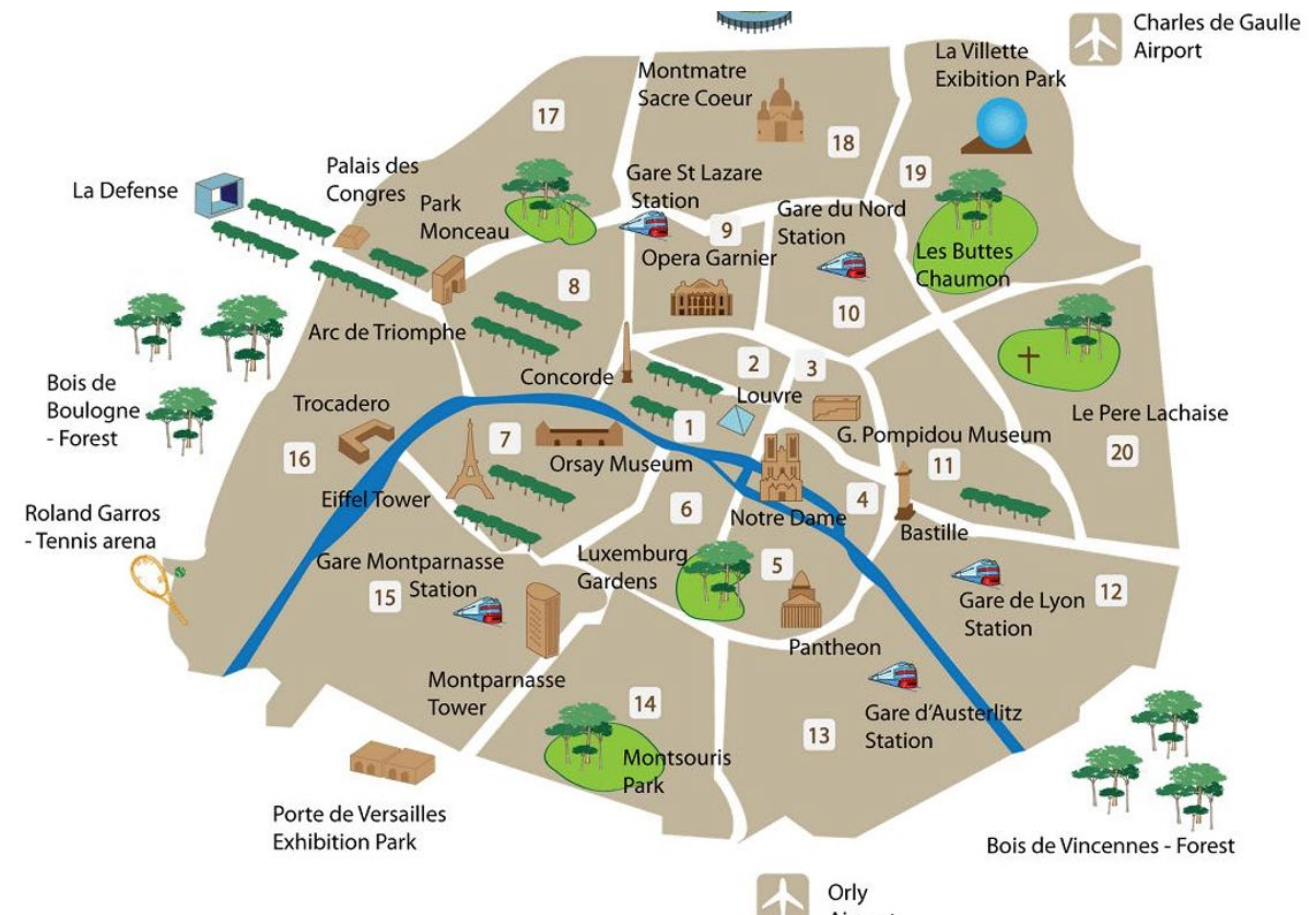 Charles de Gaulle
Airport
La Villette
Exibition Park
Montmatre
Sacre Coeur
17
18
19
Palais des
Congres
La Defense
Park
Monceau
Gare St Lazare
Station
9
Gare du Nord
Station
Opera Garnier
Les Buttes
Chaumon
8
10
Arc de Triomphe
2
3
Concorde
Louvre
Bois de
Boulogne
- Forest
Trocadero
Le Pere Lachaise
7
1
G. Pompidou Museum
16
Orsay Museum
11
20
Eiffel Tower
6
4
Notre Dame
Roland Garros
- Tennis arena
Bastille
Gare Montparnasse
Station
Luxemburg
Gardens
5
15
12
Gare de Lyon
Station
Pantheon
Montparnasse
Tower
14
Gare d'Austerlitz
Station
13
Montsouris
Park
Porte de Versailles
Exhibition Park
Bois de Vincennes - Forest
Orly